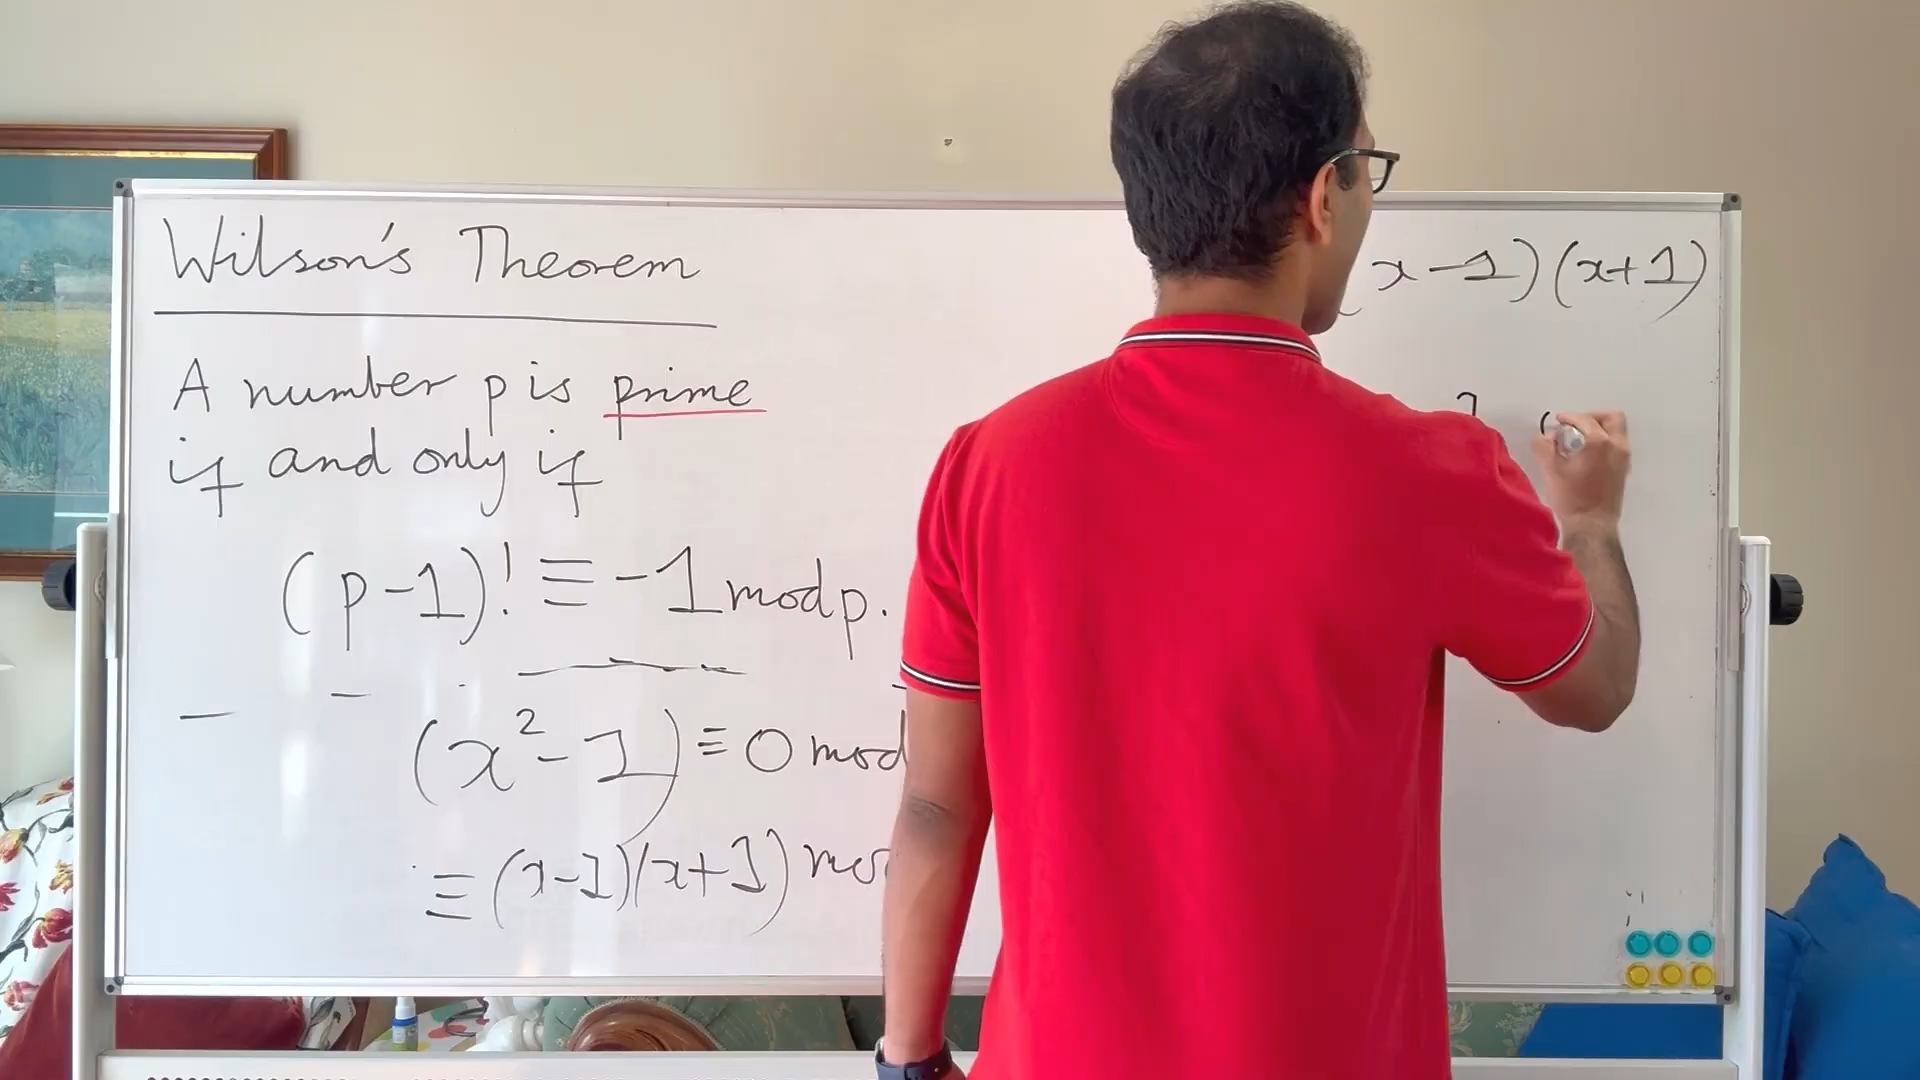 Wilson's Theorem
A number p is prime
if and only if
(p-1)! ≡ -1 mod p.
(x²-1) ≡ 0 mod
≡ (x-1)(x+1)
(x-1)(x+1)